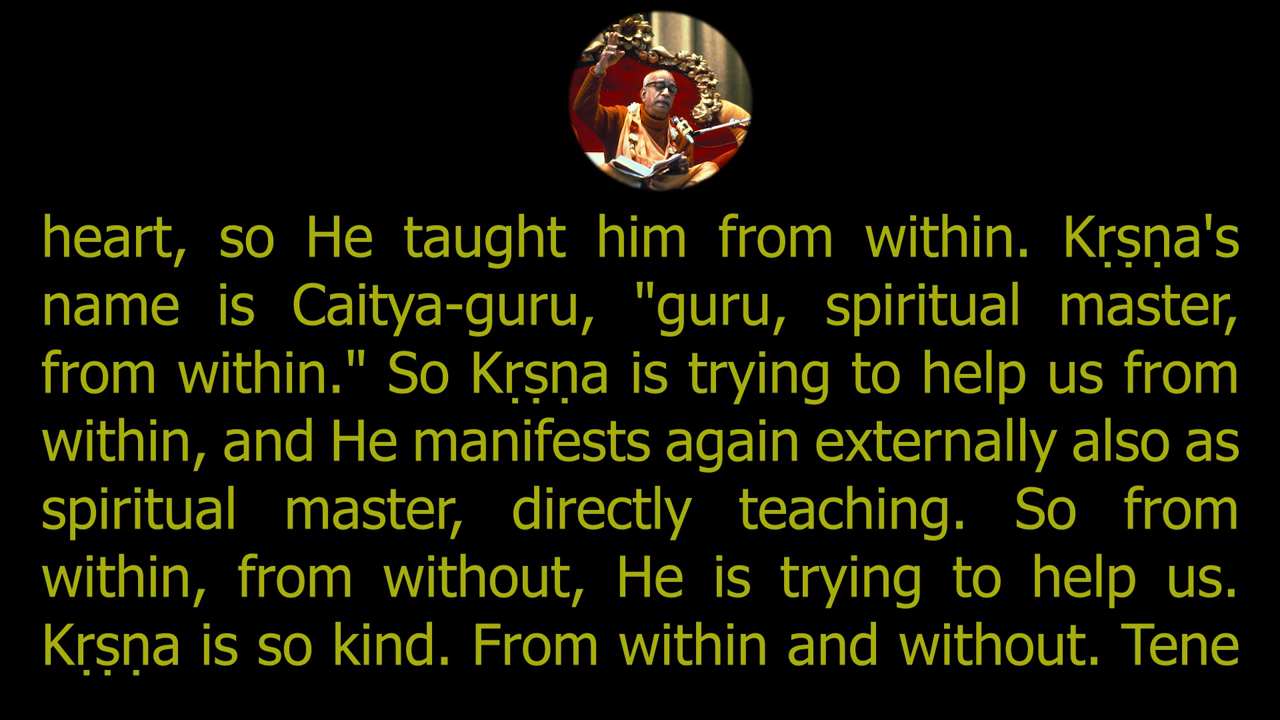 heart, so He taught him from within. Kṛṣṇa's
name is Caitya-guru, "guru, spiritual master,
from within." So Kṛṣṇa is trying to help us from
within, and He manifests again externally also as
spiritual master, directly teaching. So from
within, from without, He is trying to help us.
Kṛṣṇa is so kind. From within and without. Tene